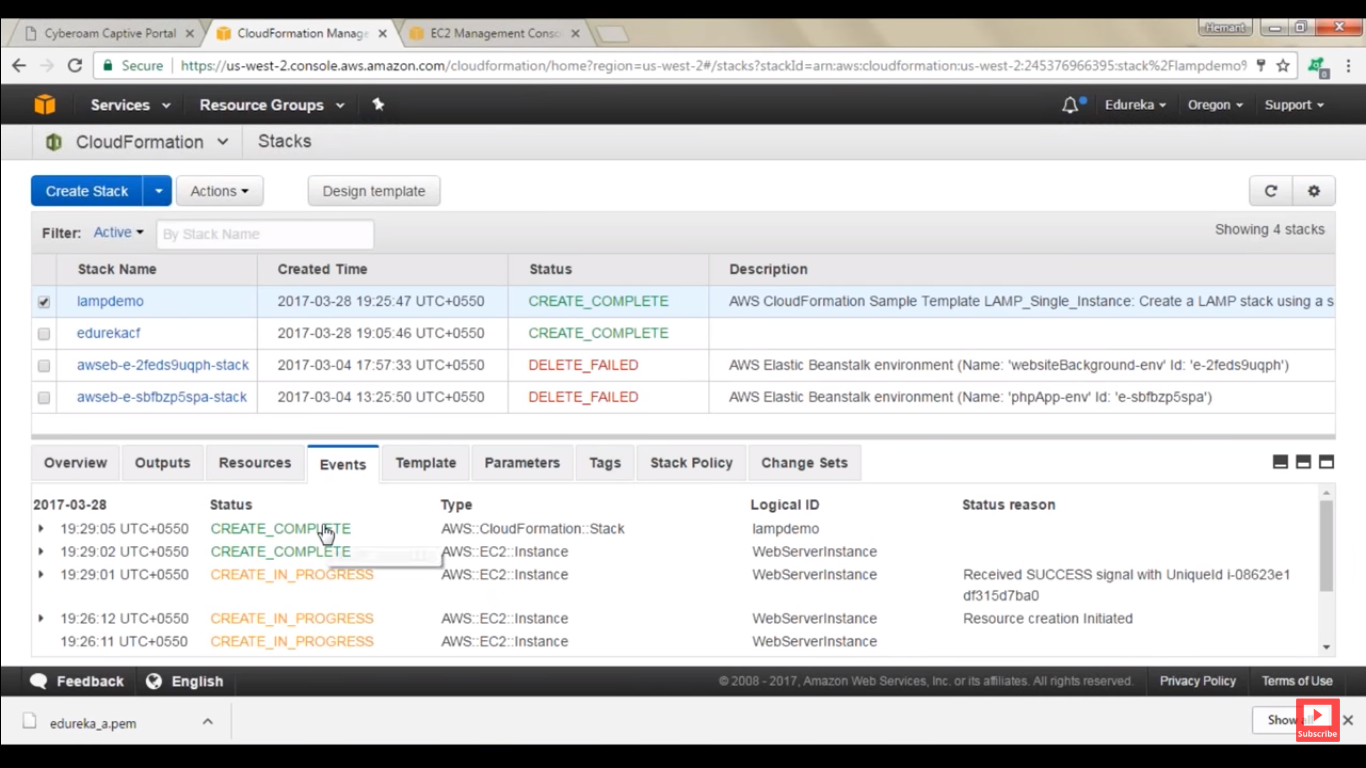 Cyberoam Captive Portal
CloudFormation Manage
EC2 Management Consc
Hemant
Secure
https://us-west-2.console.aws.amazon.com/cloudformation/home?region=us-west-2#/stacks?stackId=arn:aws:cloudformation:us-west-2:245376966395:stack%2Flampdemo%
Services
Resource Groups
Edureka
Oregon
Support
CloudFormation
Stacks
Create Stack
Actions
Design template
Filter: Active
By Stack Name
Showing 4 stacks
Stack Name Created Time Status Description
lampdemo 2017-03-28 19:25:47 UTC+0550 CREATE_COMPLETE AWS CloudFormation Sample Template LAMP_Single_Instance: Create a LAMP stack using a s
edurekacf 2017-03-28 19:05:46 UTC+0550 CREATE_COMPLETE
awseb-e-2feds9uqph-stack 2017-03-04 17:57:33 UTC+0550 DELETE_FAILED AWS Elastic Beanstalk environment (Name: 'websiteBackground-env' Id: 'e-2feds9uqph')
awseb-e-sbfbzp5spa-stack 2017-03-04 13:25:50 UTC+0550 DELETE_FAILED AWS Elastic Beanstalk environment (Name: 'phpApp-env' Id: 'e-sbfbzp5spa')
Overview Outputs Resources Events Template Parameters Tags Stack Policy Change Sets
2017-03-28 Status Type Logical ID Status reason
19:29:05 UTC+0550 CREATE_COMPLETE AWS::CloudFormation::Stack lampdemo
19:29:02 UTC+0550 CREATE_COMPLETE AWS::EC2::Instance WebServerInstance
19:29:01 UTC+0550 CREATE_IN_PROGRESS AWS::EC2::Instance WebServerInstance Received SUCCESS signal with UniqueId i-08623e1
df315d7ba0
19:26:12 UTC+0550 CREATE_IN_PROGRESS AWS::EC2::Instance WebServerInstance Resource creation Initiated
19:26:11 UTC+0550 CREATE_IN_PROGRESS AWS::EC2::Instance WebServerInstance
Feedback
English
© 2008 - 2017, Amazon Web Services, Inc. or its affiliates. All rights reserved.
Privacy Policy
Terms of Use
edureka_a.pem
Show
Subscribe